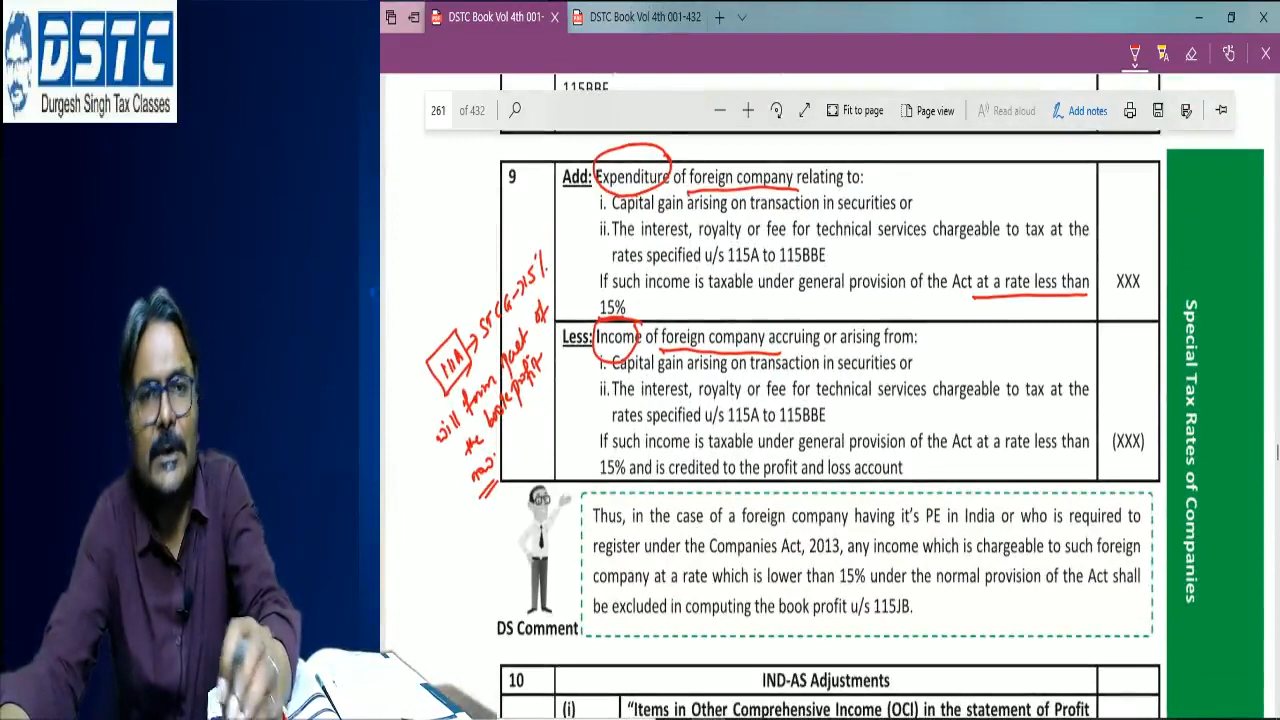 DSTC
Durgesh Singh Tax Classes
DSTC Book Vol 4th 001-
DSTC Book Vol 4th 001-432
261 of 432
Fit to page
Page view
Read aloud
Add notes
115BBE
9
Add: Expenditure of foreign company relating to:
i. Capital gain arising on transaction in securities or
ii. The interest, royalty or fee for technical services chargeable to tax at the
rates specified u/s 115A to 115BBE
If such income is taxable under general provision of the Act at a rate less than
15%
XXX
Less: Income of foreign company accruing or arising from:
i. Capital gain arising on transaction in securities or
ii. The interest, royalty or fee for technical services chargeable to tax at the
rates specified u/s 115A to 115BBE
If such income is taxable under general provision of the Act at a rate less than
15% and is credited to the profit and loss account
(XXX)
111A → STCG → 15%
will form part of
the book profit
now.
Thus, in the case of a foreign company having it's PE in India or who is required to
register under the Companies Act, 2013, any income which is chargeable to such foreign
company at a rate which is lower than 15% under the normal provision of the Act shall
be excluded in computing the book profit u/s 115JB.
DS Comment
10
IND-AS Adjustments
(i)
"Items in Other Comprehensive Income (OCI) in the statement of Profit
Special Tax Rates of Companies